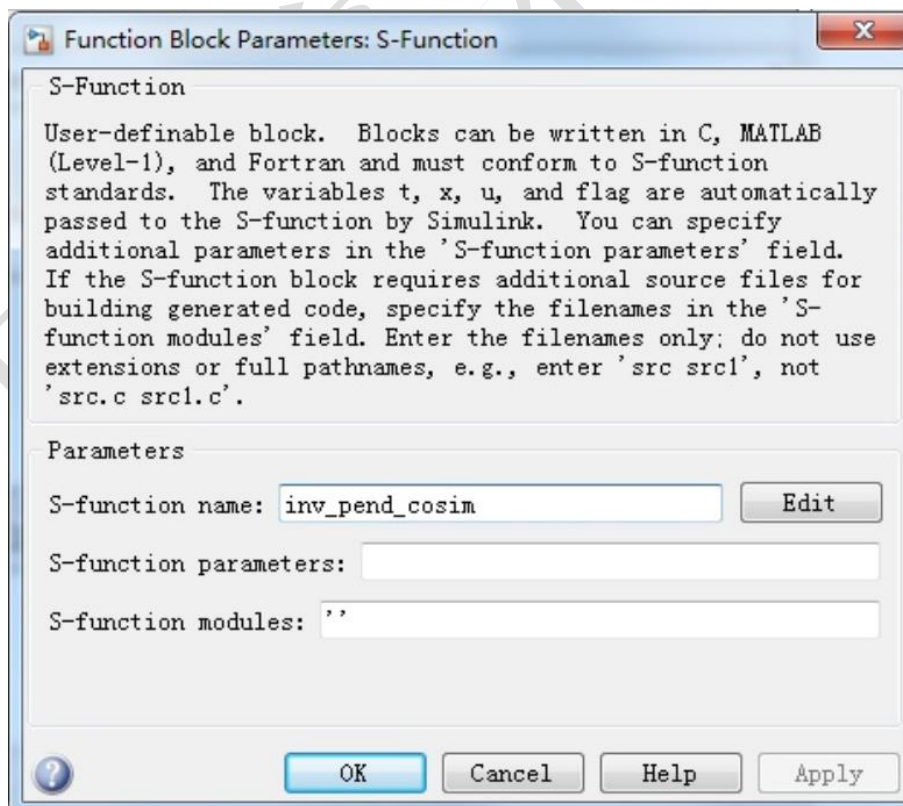 Function Block Parameters: S-Function
S-Function
User-definable block.  Blocks can be written in C, MATLAB
(Level-1), and Fortran and must conform to S-function
standards.  The variables t, x, u, and flag are automatically
passed to the S-function by Simulink.  You can specify
additional parameters in the 'S-function parameters' field.
If the S-function block requires additional source files for
building generated code, specify the filenames in the 'S-
function modules' field. Enter the filenames only; do not use
extensions or full pathnames, e.g., enter 'src src1', not
'src.c src1.c'.
Parameters
S-function name: inv_pend_cosim Edit
S-function parameters:
S-function modules: ''
OK Cancel Help Apply